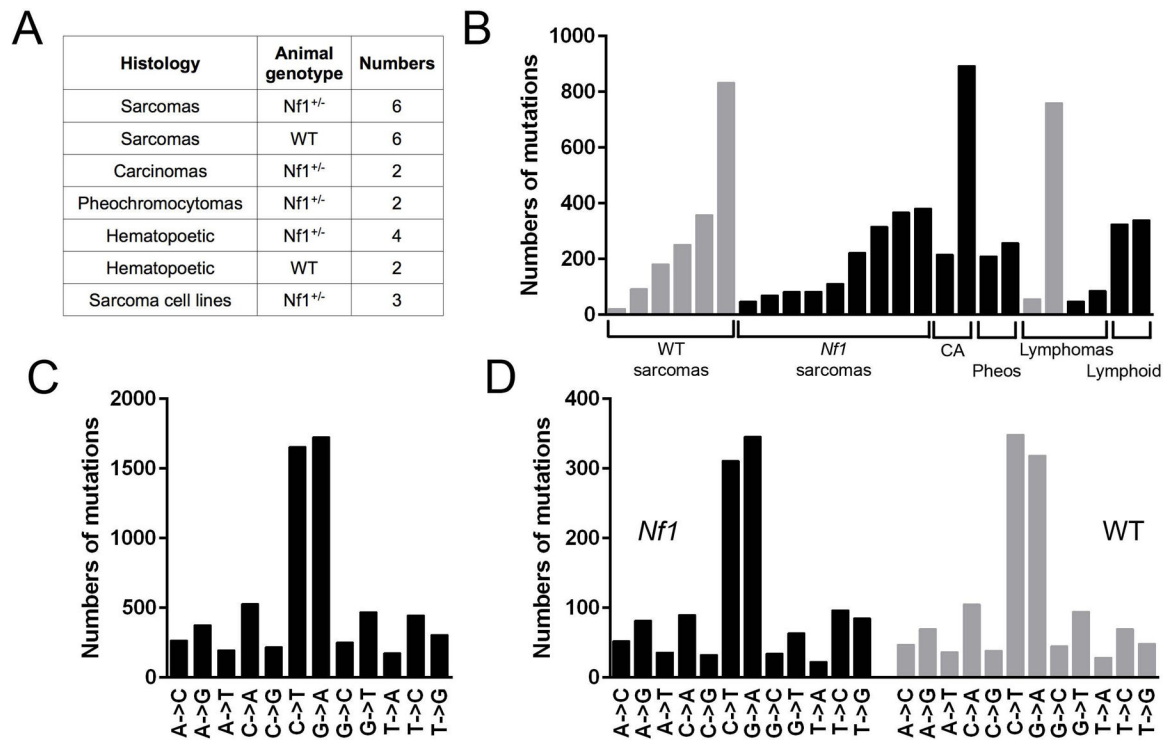 A
Histology Animal genotype Numbers
Sarcomas Nf1+/- 6
Sarcomas WT 6
Carcinomas Nf1+/- 2
Pheochromocytomas Nf1+/- 2
Hematopoetic Nf1+/- 4
Hematopoetic WT 2
Sarcoma cell lines Nf1+/- 3
B
Numbers of mutations
1000
800
600
400
200
0
WT sarcomas
Nf1 sarcomas
CA
Pheos
Lymphomas
Lymphoid
C
Numbers of mutations
2000
1500
1000
500
0
A->C A->G A->T C->A C->G C->T G->A G->C G->T T->A T->C T->G
D
Numbers of mutations
400
300
200
100
0
Nf1
WT
A->C A->G A->T C->A C->G C->T G->A G->C G->T T->A T->C T->G
A->C A->G A->T C->A C->G C->T G->A G->C G->T T->A T->C T->G